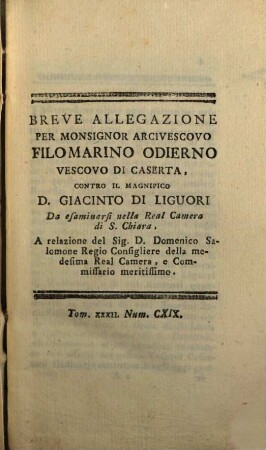 BREVE ALLEGAZIONE
PER MONSIGNOR ARCIVESCOVO
FILOMARINO ODIERNO
VESCOVO DI CASERTA,
CONTRO IL MAGNIFICO
D. GIACINTO DI LIGUORI
Da esaminarsi nella Real Camera
di S. Chiara,
A relazione del Sig. D. Domenico Sa-
lomone Regio Consigliere della me-
desima Real Camera, e Com-
missario meritissimo.
Tom. XXXII. Num. CXIX.